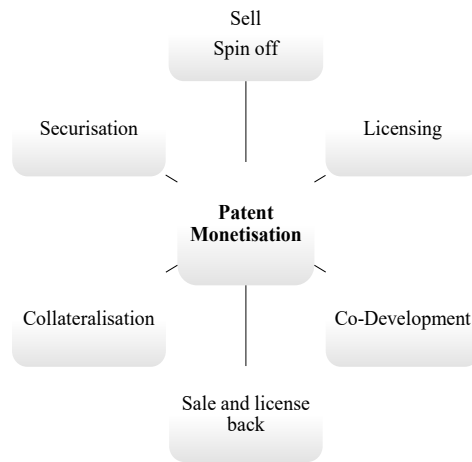 Sell
Spin off
Securisation
Licensing
Patent
Monetisation
Collateralisation
Co-Development
Sale and license
back